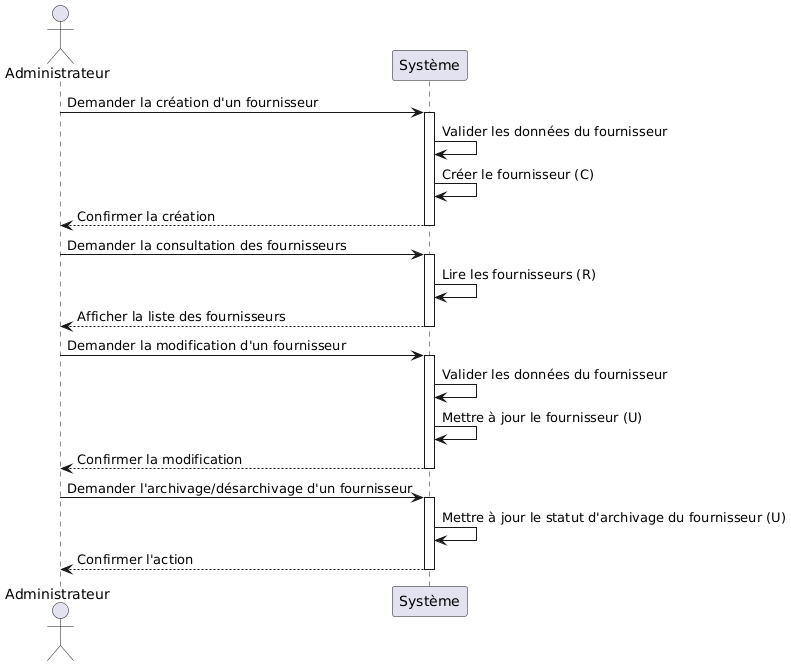 Administrateur
Système
Demander la création d'un fournisseur
Valider les données du fournisseur
Créer le fournisseur (C)
Confirmer la création
Demander la consultation des fournisseurs
Lire les fournisseurs (R)
Afficher la liste des fournisseurs
Demander la modification d'un fournisseur
Valider les données du fournisseur
Mettre à jour le fournisseur (U)
Confirmer la modification
Demander l'archivage/désarchivage d'un fournisseur
Mettre à jour le statut d'archivage du fournisseur (U)
Confirmer l'action
Administrateur
Système